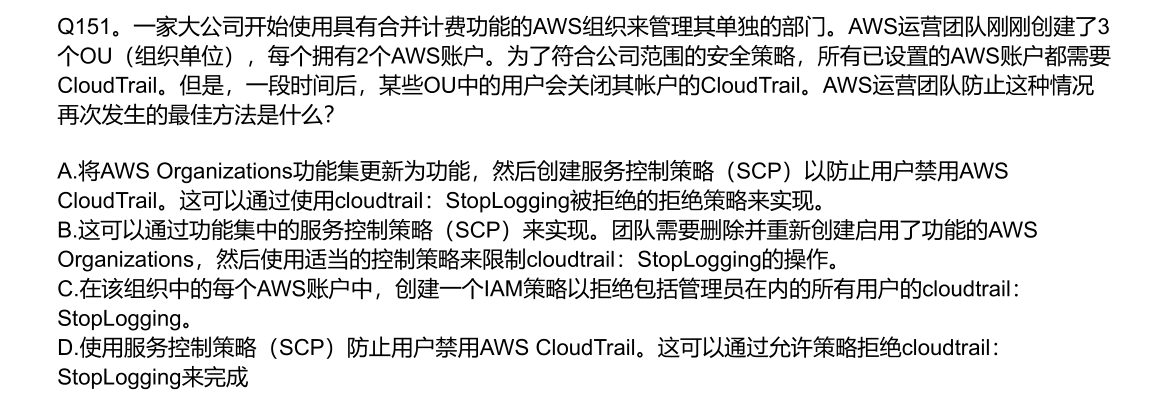 Q151。一家大公司开始使用具有合并计费功能的AWS组织来管理其单独的部门。AWS运营团队刚刚创建了3
个OU（组织单位），每个拥有2个AWS账户。为了符合公司范围的安全策略，所有已设置的AWS账户都需要
CloudTrail。但是，一段时间后，某些OU中的用户会关闭其帐户的CloudTrail。AWS运营团队防止这种情况
再次发生的最佳方法是什么？
A.将AWS Organizations功能集更新为功能，然后创建服务控制策略（SCP）以防止用户禁用AWS
CloudTrail。这可以通过使用cloudtrail：StopLogging被拒绝的拒绝策略来实现。
B.这可以通过功能集中的服务控制策略（SCP）来实现。团队需要删除并重新创建启用了功能的AWS
Organizations，然后使用适当的控制策略来限制cloudtrail：StopLogging的操作。
C.在该组织中的每个AWS账户中，创建一个IAM策略以拒绝包括管理员在内的所有用户的cloudtrail：
StopLogging。
D.使用服务控制策略（SCP）防止用户禁用AWS CloudTrail。这可以通过允许策略拒绝cloudtrail：
StopLogging来完成